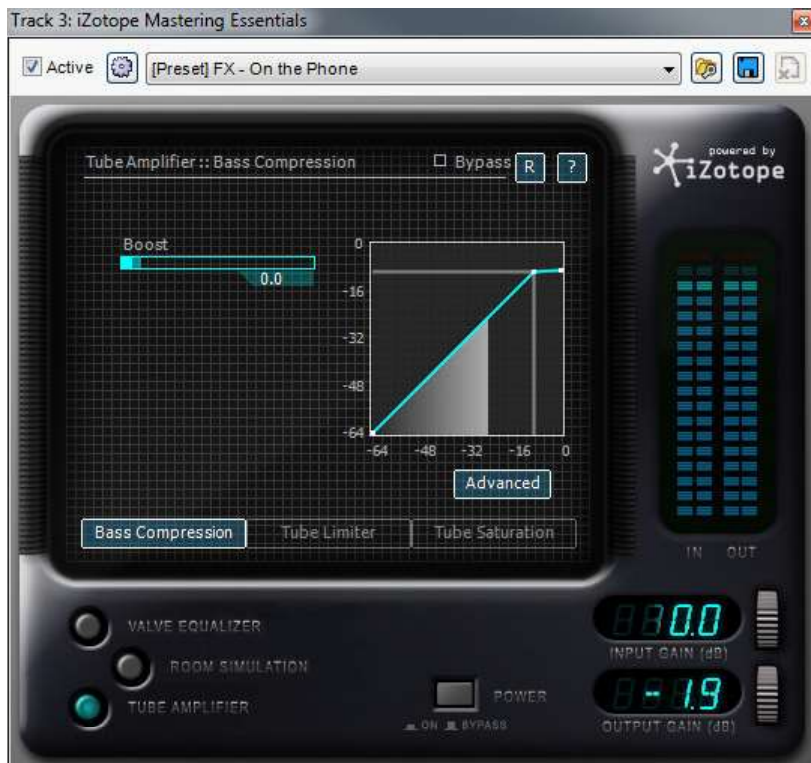 Track 3: iZotope Mastering Essentials
x
Active
[Preset] FX - On the Phone
powered by
iZotope
Tube Amplifier :: Bass Compression
Bypass
R
?
Boost
0.0
0
-16
-32
-48
-64
-64 -48 -32 -16 0
Advanced
Bass Compression Tube Limiter Tube Saturation
IN OUT
VALVE EQUALIZER
ROOM SIMULATION
TUBE AMPLIFIER
POWER
ON BYPASS
0.0
INPUT GAIN (dB)
-1.9
OUTPUT GAIN (dB)